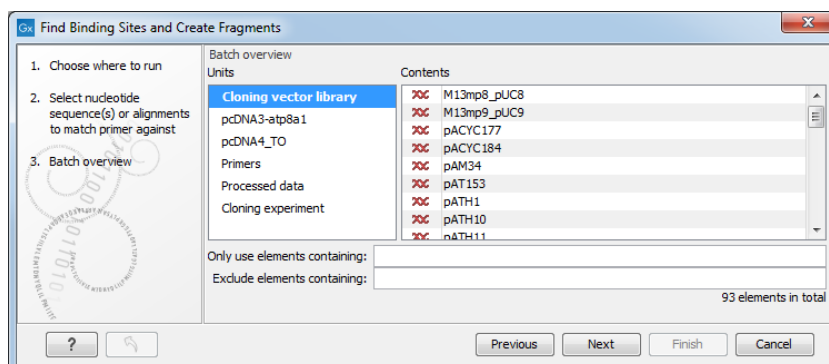 Gx Find Binding Sites and Create Fragments
1. Choose where to run
2. Select nucleotide
sequence(s) or alignments
to match primer against
3. Batch overview
Batch overview
Units
Cloning vector library
pcDNA3-atp8a1
pcDNA4_TO
Primers
Processed data
Cloning experiment
Contents
M13mp8_pUC8
M13mp9_pUC9
pACYC177
pACYC184
pAM34
pAT153
pATH1
pATH10
pATH11
Only use elements containing:
Exclude elements containing:
93 elements in total
?
Previous
Next
Finish
Cancel